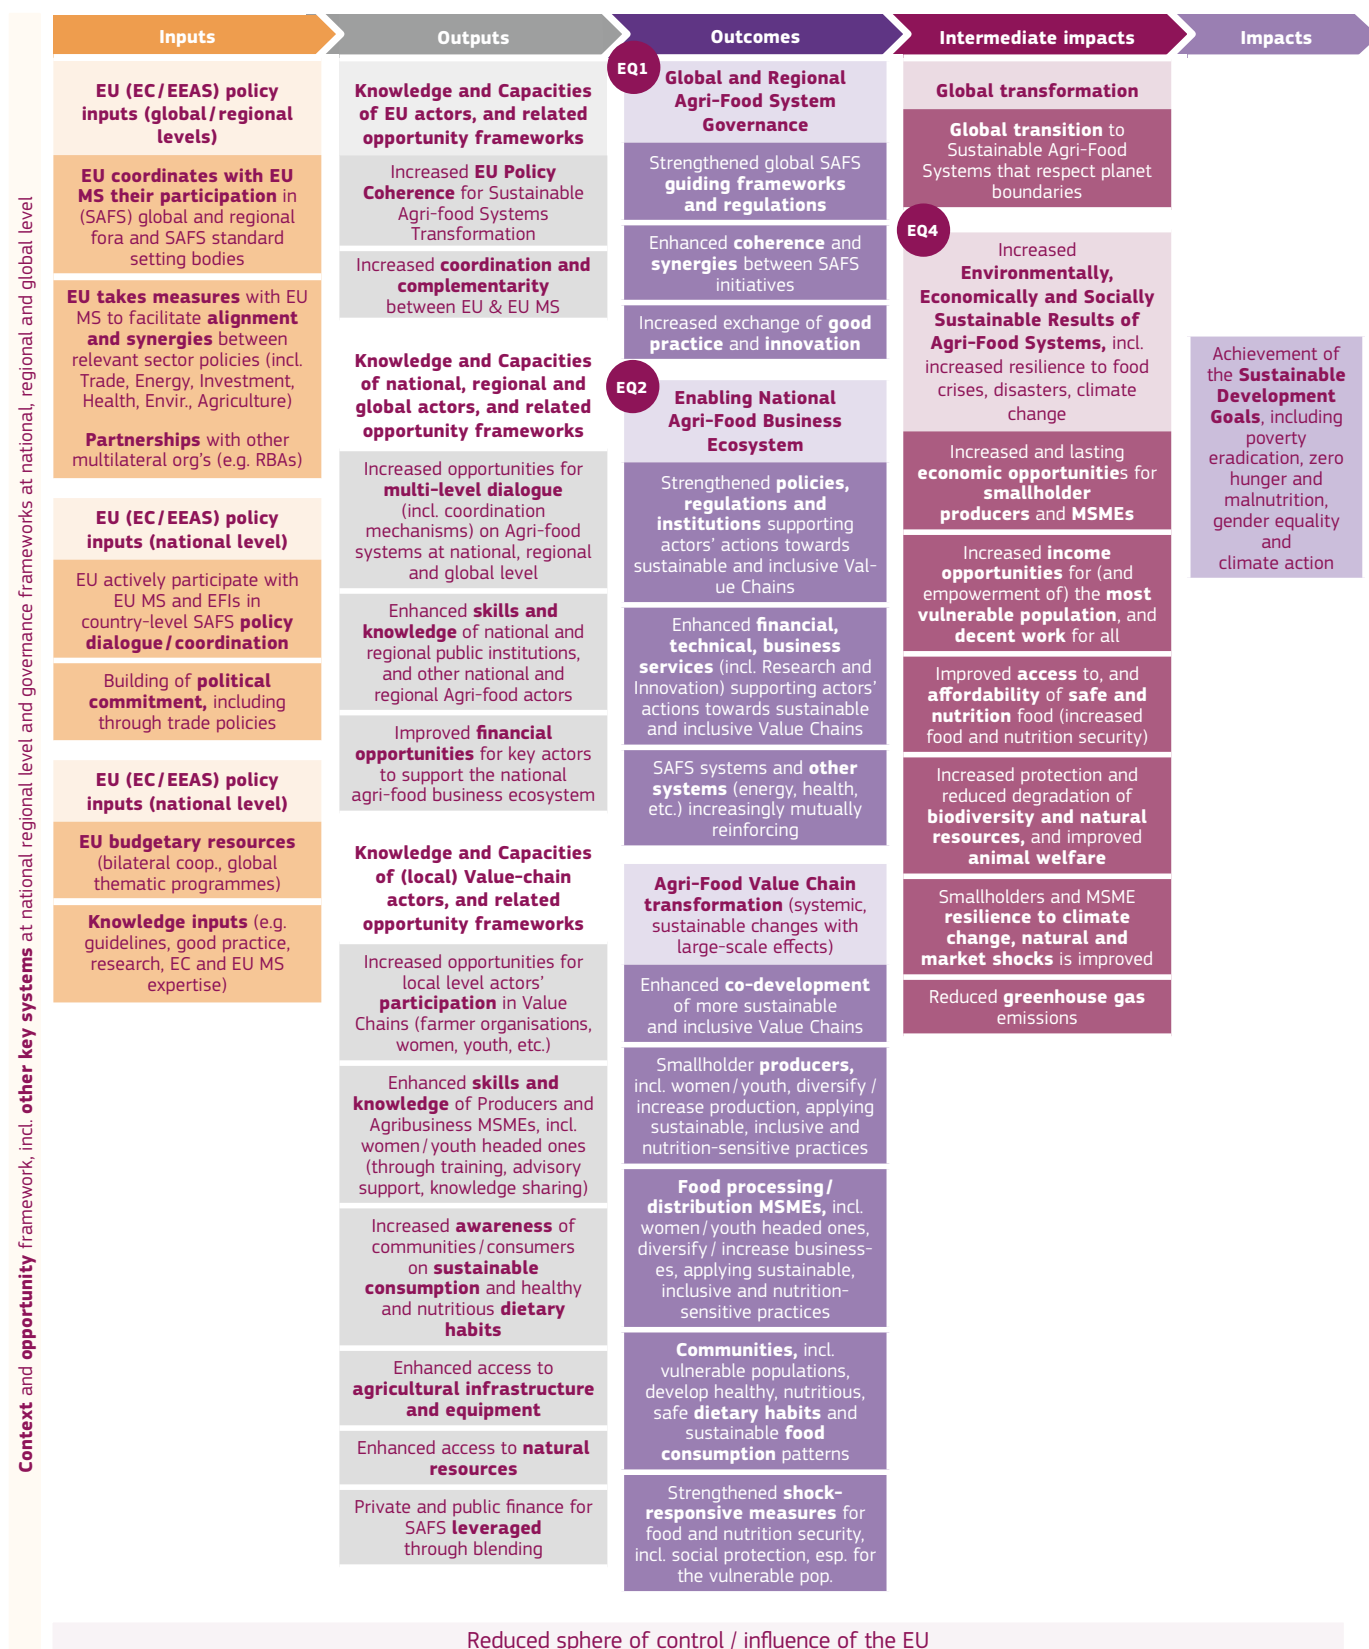 Inputs
Outputs
Outcomes
Intermediate impacts
Impacts
Context and opportunity framework, incl. other key systems at national regional level and governance frameworks at national, regional and global level
EU (EC/EEAS) policy
inputs (global/regional
levels)
EU coordinates with EU
MS their participation in
(SAFS) global and regional
fora and SAFS standard
setting bodies
EU takes measures with EU
MS to facilitate alignment
and synergies between
relevant sector policies (incl.
Trade, Energy, Investment,
Health, Envir., Agriculture)
Partnerships with other
multilateral org's (e.g. RBAs)
EU (EC/EEAS) policy
inputs (national level)
EU actively participate with
EU MS and EFIs in
country-level SAFS policy
dialogue/coordination
Building of political
commitment, including
through trade policies
EU (EC/EEAS) policy
inputs (national level)
EU budgetary resources
(bilateral coop., global
thematic programmes)
Knowledge inputs (e.g.
guidelines, good practice,
research, EC and EU MS
expertise)
Knowledge and Capacities
of EU actors, and related
opportunity frameworks
Increased EU Policy
Coherence for Sustainable
Agri-food Systems
Transformation
Increased coordination and
complementarity
between EU & EU MS
Knowledge and Capacities
of national, regional and
global actors, and related
opportunity frameworks
Increased opportunities for
multi-level dialogue
(incl. coordination
mechanisms) on Agri-food
systems at national, regional
and global level
Enhanced skills and
knowledge of national and
regional public institutions,
and other national and
regional Agri-food actors
Improved financial
opportunities for key actors
to support the national
agri-food business ecosystem
Knowledge and Capacities
of (local) Value-chain
actors, and related
opportunity frameworks
Increased opportunities for
local level actors'
participation in Value
Chains (farmer organisations,
women, youth, etc.)
Enhanced skills and
knowledge of Producers and
Agribusiness MSMEs, incl.
women/youth headed ones
(through training, advisory
support, knowledge sharing)
Increased awareness of
communities/consumers
on sustainable
consumption and healthy
and nutritious dietary
habits
Enhanced access to
agricultural infrastructure
and equipment
Enhanced access to natural
resources
Private and public finance for
SAFS leveraged
through blending
EQ1
Global and Regional
Agri-Food System
Governance
Strengthened global SAFS
guiding frameworks
and regulations
Enhanced coherence and
synergies between SAFS
initiatives
Increased exchange of good
practice and innovation
EQ2
Enabling National
Agri-Food Business
Ecosystem
Strengthened policies,
regulations and
institutions supporting
actors' actions towards
sustainable and inclusive Val-
ue Chains
Enhanced financial,
technical, business
services (incl. Research and
Innovation) supporting actors'
actions towards sustainable
and inclusive Value Chains
SAFS systems and other
systems (energy, health,
etc.) increasingly mutually
reinforcing
Agri-Food Value Chain
transformation (systemic,
sustainable changes with
large-scale effects)
Enhanced co-development
of more sustainable
and inclusive Value Chains
Smallholder producers,
incl. women/youth, diversify /
increase production, applying
sustainable, inclusive and
nutrition-sensitive practices
Food processing/
distribution MSMEs, incl.
women/youth headed ones,
diversify/ increase business-
es, applying sustainable,
inclusive and nutrition-
sensitive practices
Communities, incl.
vulnerable populations,
develop healthy, nutritious,
safe dietary habits and
sustainable food
consumption patterns
Strengthened shock-
responsive measures for
food and nutrition security,
incl. social protection, esp. for
the vulnerable pop.
Global transformation
Global transition to
Sustainable Agri-Food
Systems that respect planet
boundaries
EQ4
Increased
Environmentally,
Economically and Socially
Sustainable Results of
Agri-Food Systems, incl.
increased resilience to food
crises, disasters, climate
change
Increased and lasting
economic opportunities for
smallholder
producers and MSMEs
Increased income
opportunities for (and
empowerment of) the most
vulnerable population, and
decent work for all
Improved access to, and
affordability of safe and
nutrition food (increased
food and nutrition security)
Increased protection and
reduced degradation of
biodiversity and natural
resources, and improved
animal welfare
Smallholders and MSME
resilience to climate
change, natural and
market shocks is improved
Reduced greenhouse gas
emissions
Achievement of
the Sustainable
Development
Goals, including
poverty
eradication, zero
hunger and
malnutrition,
gender equality
and
climate action
Reduced sphere of control / influence of the EU